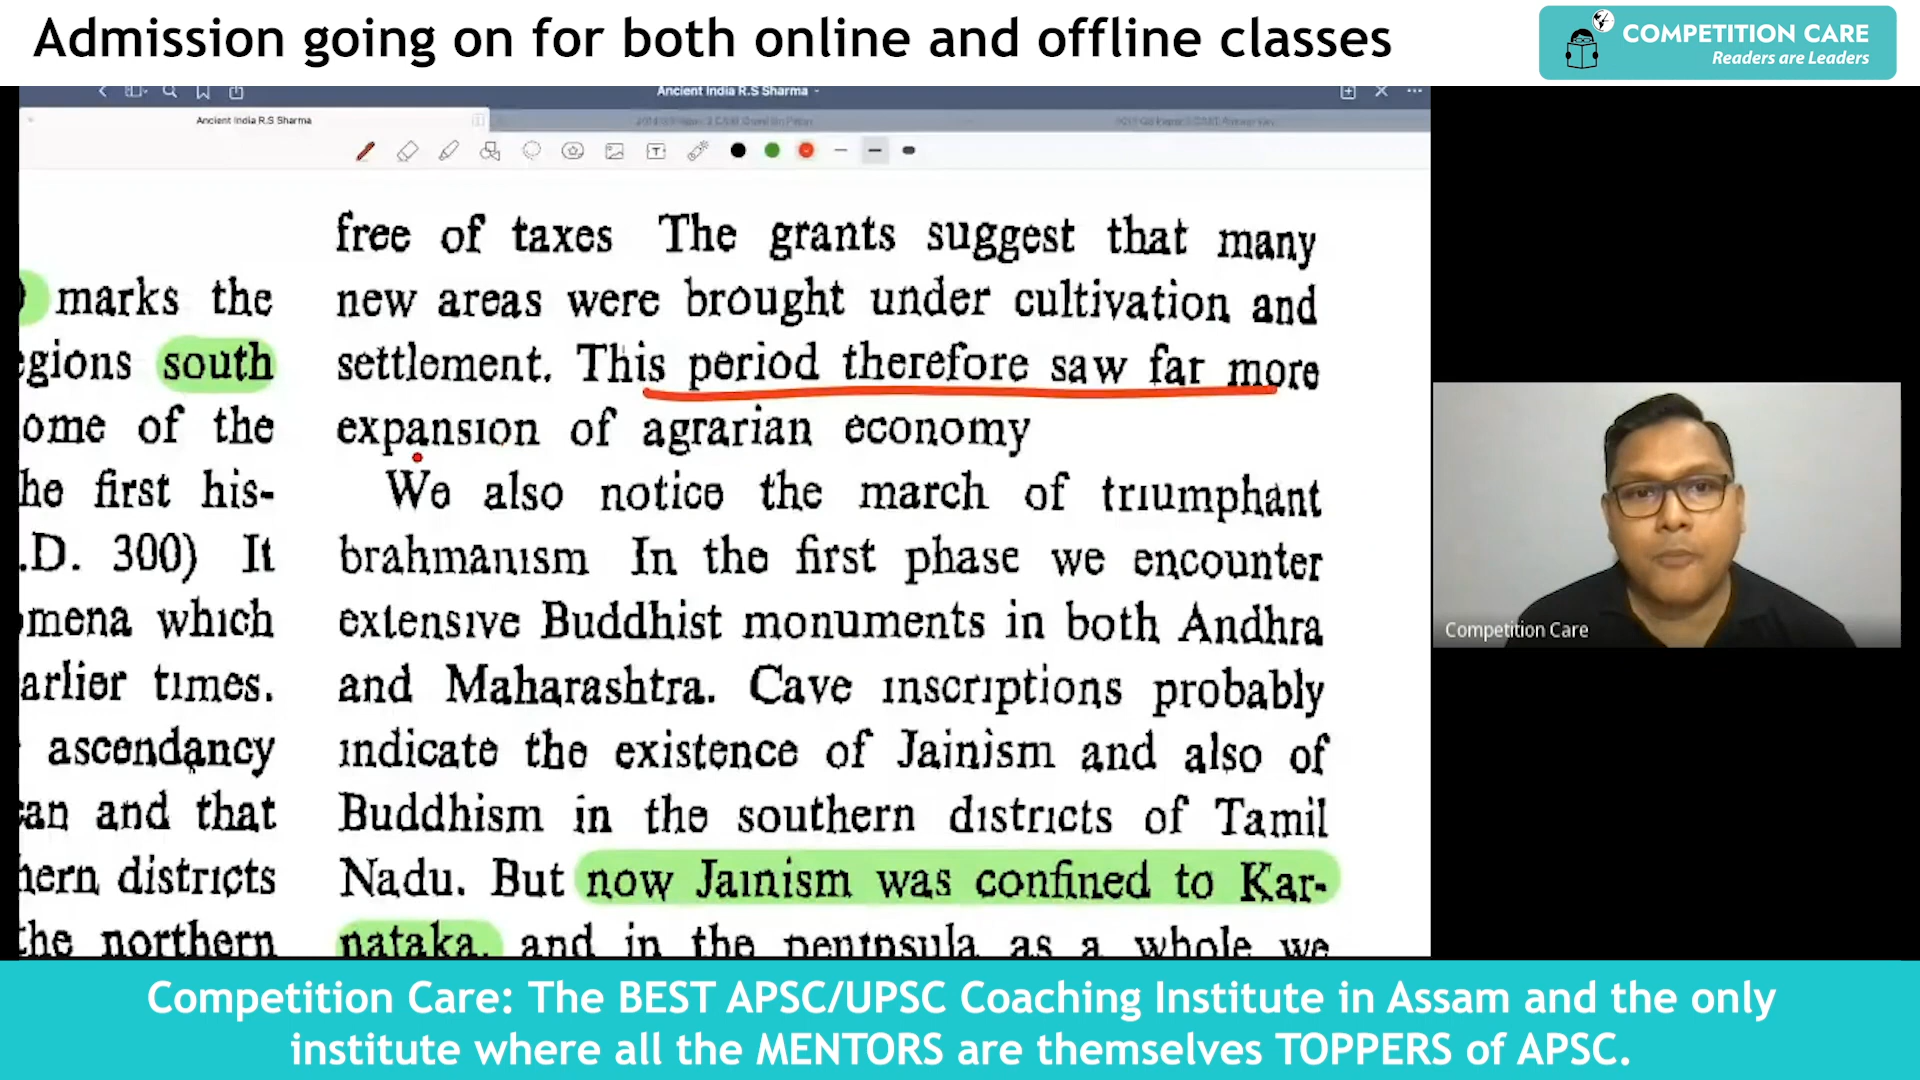 Admission going on for both online and offline classes
COMPETITION CARE
Readers are Leaders
Ancient India R.S Sharma
Ancient India R.S Sharma
marks the
egions south
ome of the
he first his-
.D. 300) It
mena which
arlier times.
ascendancy
an and that
hern districts
the northern
free of taxes The grants suggest that many
new areas were brought under cultivation and
settlement. This period therefore saw far more
expansion of agrarian economy
We also notice the march of triumphant
brahmanism In the first phase we encounter
extensive Buddhist monuments in both Andhra
and Maharashtra. Cave inscriptions probably
indicate the existence of Jainism and also of
Buddhism in the southern districts of Tamil
Nadu. But now Jainism was confined to Kar-
nataka, and in the peninsula as a whole we
Competition Care
Competition Care: The BEST APSC/UPSC Coaching Institute in Assam and the only
institute where all the MENTORS are themselves TOPPERS of APSC.